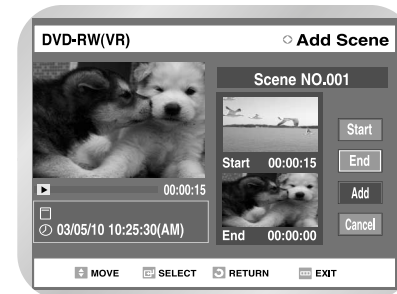 DVD-RW(VR)
Add Scene
Scene NO.001
Start 00:00:15
End 00:00:00
Start
End
Add
Cancel
00:00:15
03/05/10 10:25:30(AM)
MOVE SELECT RETURN EXIT